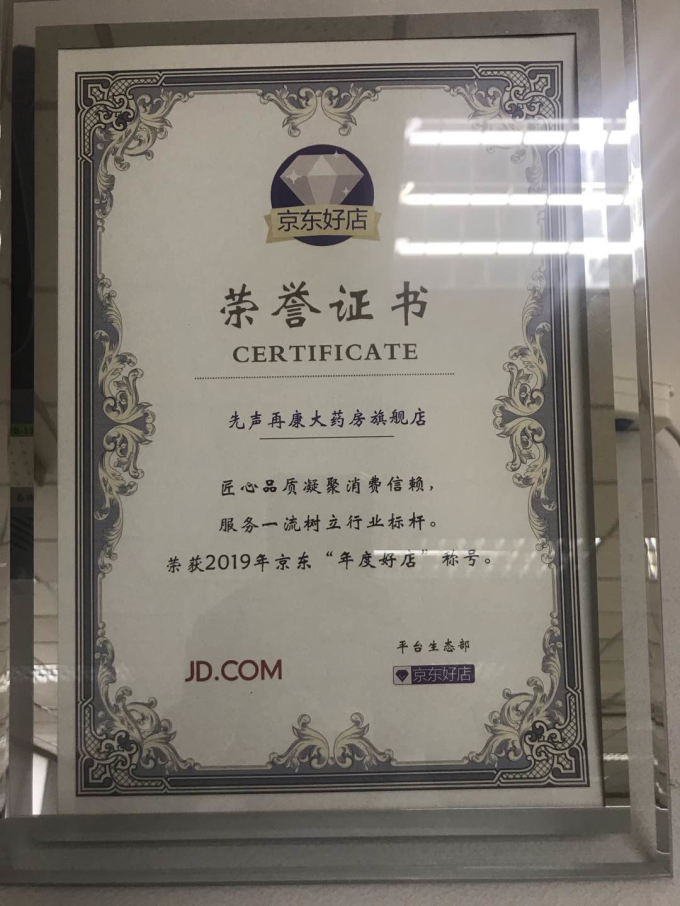 京东好店
荣誉证书
CERTIFICATE
先声再康大药房旗舰店
匠心品质凝聚消费信赖，
服务一流树立行业标杆。
荣获2019年京东“年度好店”称号。
平台生态部
JD.COM
京东好店